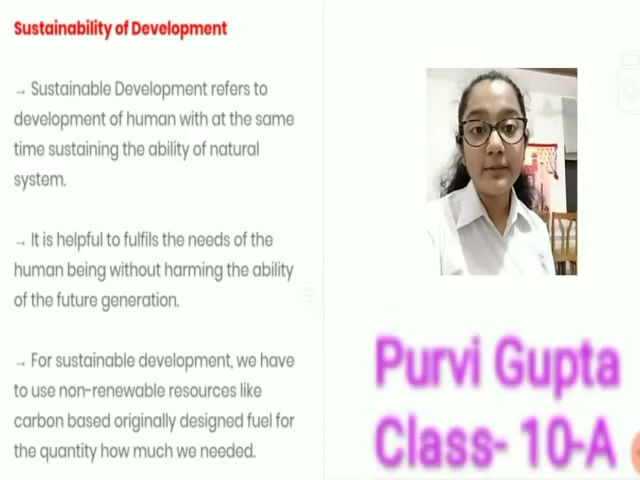 Sustainability of Development
→ Sustainable Development refers to
development of human with at the same
time sustaining the ability of natural
system.
→ It is helpful to fulfils the needs of the
human being without harming the ability
of the future generation.
→ For sustainable development, we have
to use non-renewable resources like
carbon based originally designed fuel for
the quantity how much we needed.
Purvi Gupta
Class- 10-A